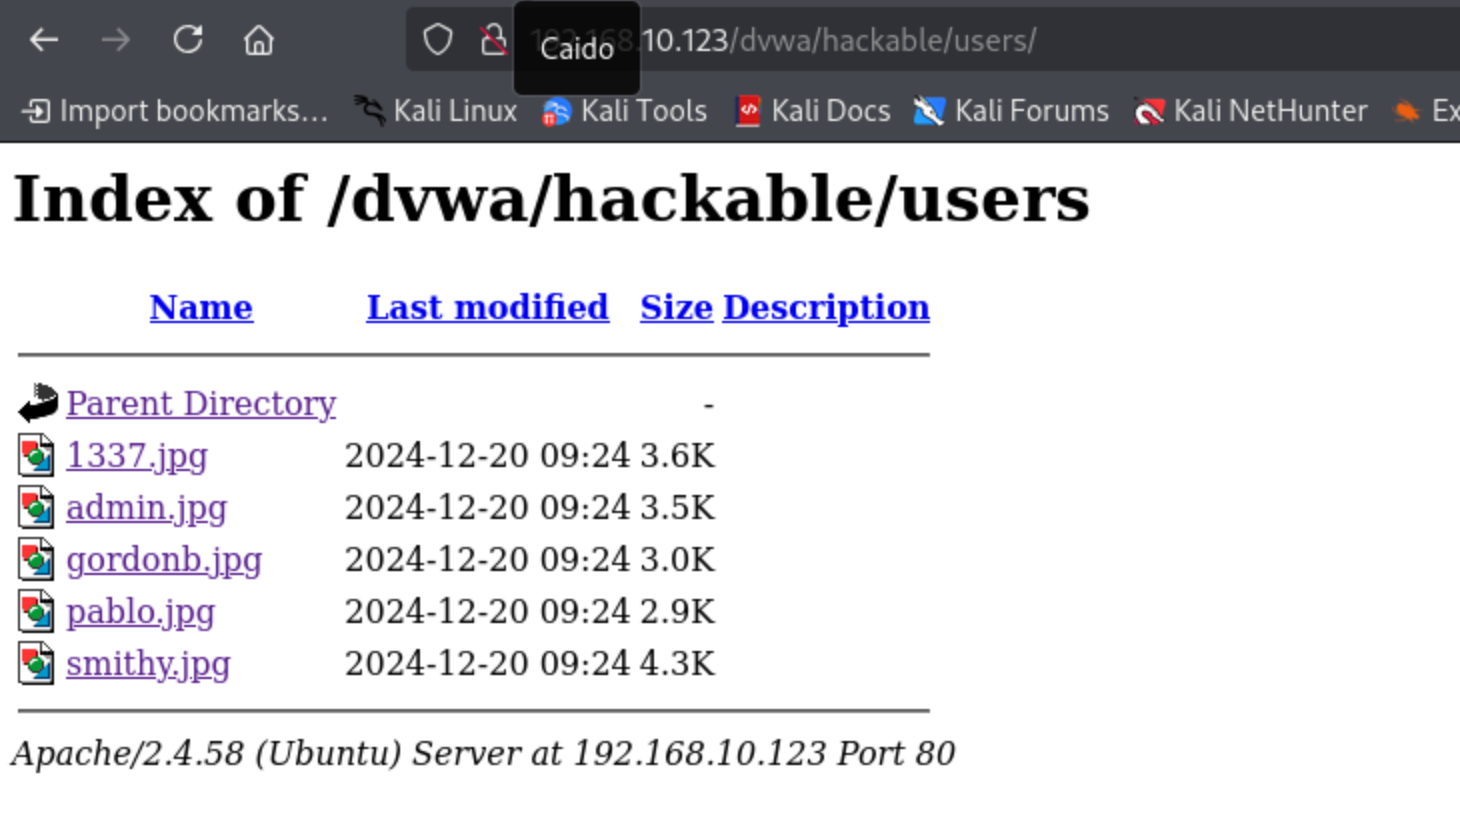 Caido
.10.123/dvwa/hackable/users/
Import bookmarks... Kali Linux Kali Tools Kali Docs Kali Forums Kali NetHunter Ex
Index of /dvwa/hackable/users
Name Last modified Size Description
Parent Directory -
1337.jpg 2024-12-20 09:24 3.6K
admin.jpg 2024-12-20 09:24 3.5K
gordonb.jpg 2024-12-20 09:24 3.0K
pablo.jpg 2024-12-20 09:24 2.9K
smithy.jpg 2024-12-20 09:24 4.3K
Apache/2.4.58 (Ubuntu) Server at 192.168.10.123 Port 80